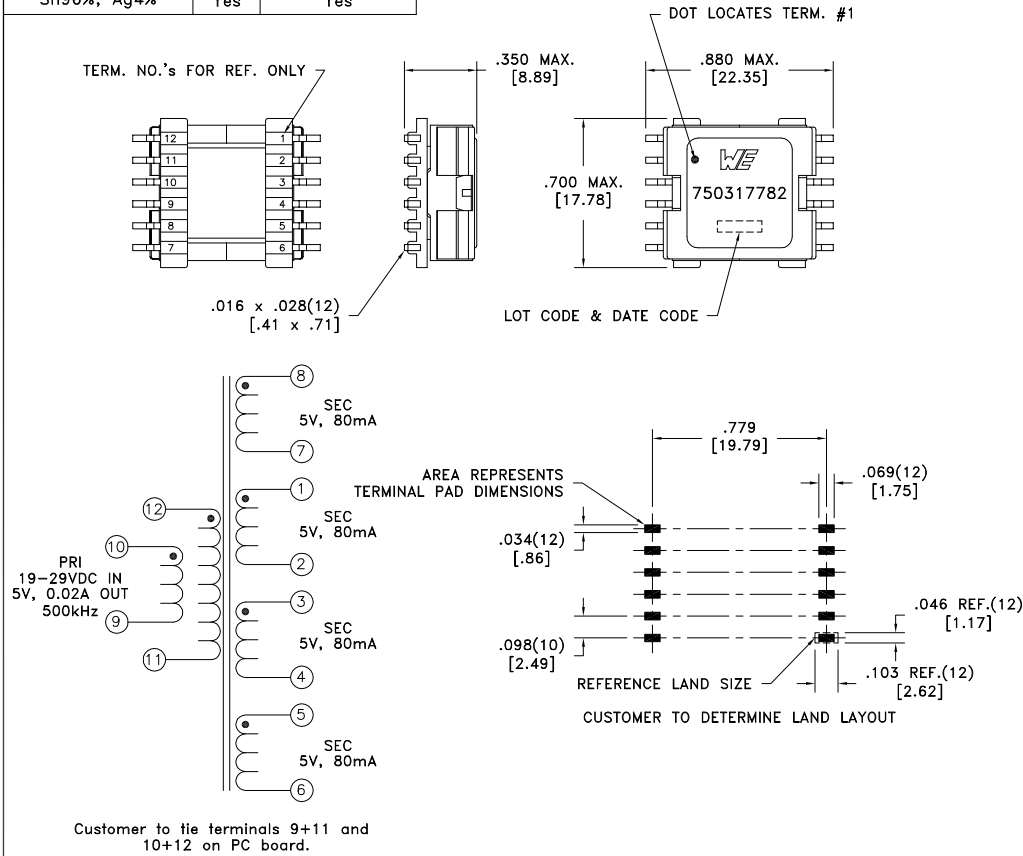 Sn96%, Ag4%
Yes
Yes
DOT LOCATES TERM. #1
TERM. NO.'s FOR REF. ONLY
.350 MAX.
[8.89]
.880 MAX.
[22.35]
12
11
10
9
8
7
1
2
3
4
5
6
.700 MAX.
[17.78]
WE
750317782
.016 x .028(12)
[.41 x .71]
LOT CODE & DATE CODE
8
SEC
5V, 80mA
7
1
SEC
5V, 80mA
2
12
10
PRI
19-29VDC IN
5V, 0.02A OUT
500kHz
9
11
3
SEC
5V, 80mA
4
5
SEC
5V, 80mA
6
Customer to tie terminals 9+11 and
10+12 on PC board.
.779
[19.79]
AREA REPRESENTS
TERMINAL PAD DIMENSIONS
.069(12)
[1.75]
.034(12)
[.86]
.046 REF.(12)
[1.17]
.098(10)
[2.49]
REFERENCE LAND SIZE
.103 REF.(12)
[2.62]
CUSTOMER TO DETERMINE LAND LAYOUT